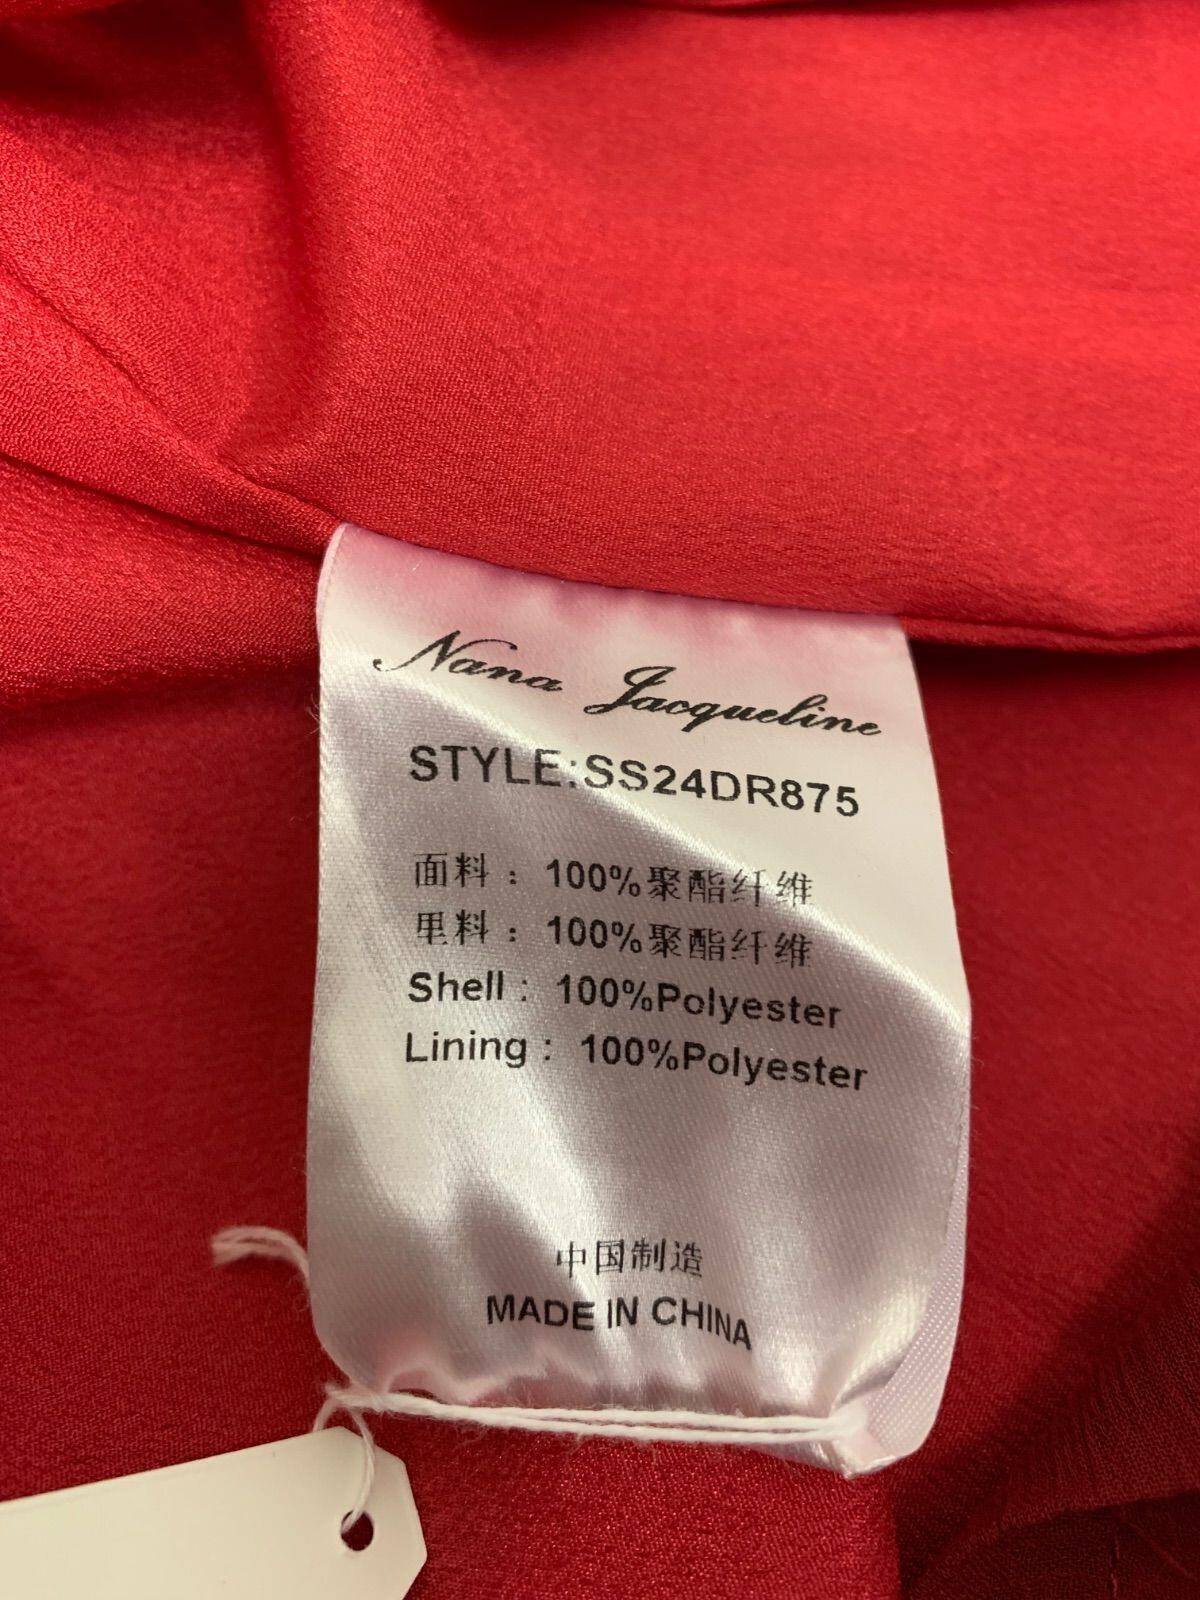 Nana Jacqueline
STYLE:SS24DR875
面料：100%聚酯纤维
里料：100%聚酯纤维
Shell: 100%Polyester
Lining: 100%Polyester
中国制造
MADE IN CHINA